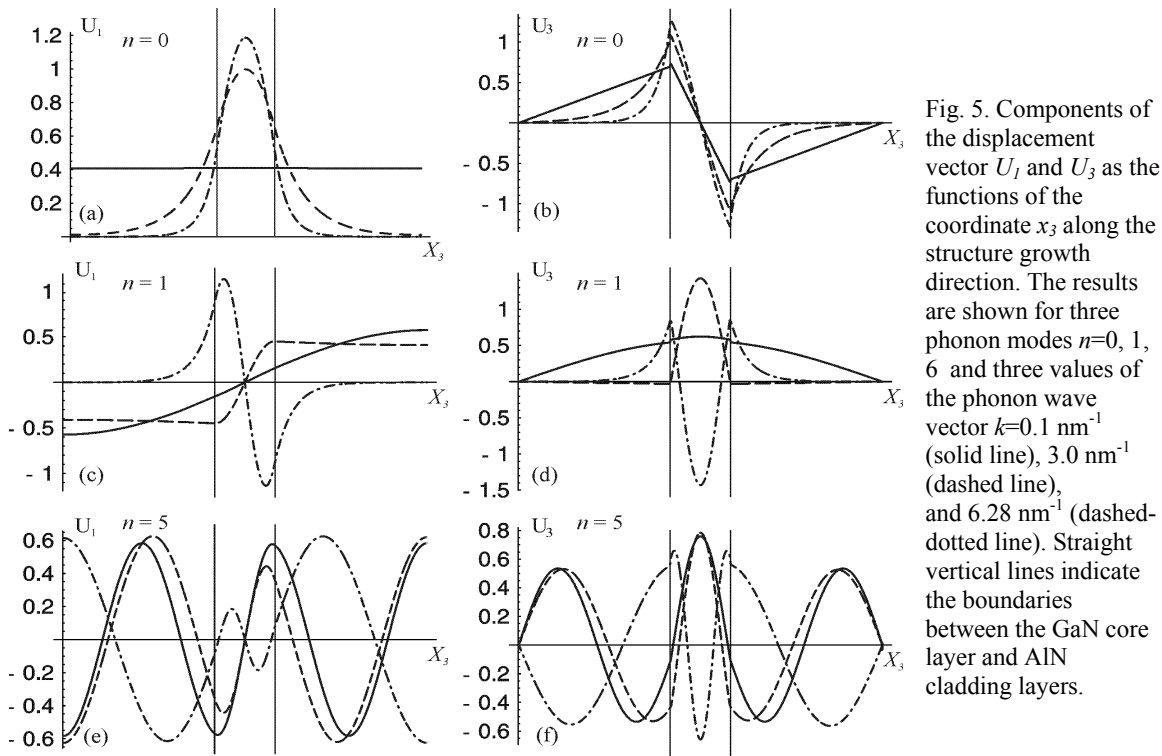 U₁ n = 0
1.2
1
0.8
0.6
0.4
0.2
(a)
X₃
U₃ n = 0
1
0.5
- 0.5
- 1
(b)
X₃
U₁ n = 1
1
0.5
- 0.5
- 1
(c)
X₃
U₃ n = 1
1
0.5
- 0.5
- 1
- 1.5
(d)
X₃
U₁ n = 5
0.6
0.4
0.2
- 0.2
- 0.4
- 0.6
(e)
X₃
U₃ n = 5
0.8
0.6
0.4
0.2
- 0.2
- 0.4
- 0.6
(f)
X₃
Fig. 5. Components of
the displacement
vector U₁ and U₃ as the
functions of the
coordinate x₃ along the
structure growth
direction. The results
are shown for three
phonon modes n=0, 1,
6 and three values of
the phonon wave
vector k=0.1 nm⁻¹
(solid line), 3.0 nm⁻¹
(dashed line),
and 6.28 nm⁻¹ (dashed-
dotted line). Straight
vertical lines indicate
the boundaries
between the GaN core
layer and AlN
cladding layers.